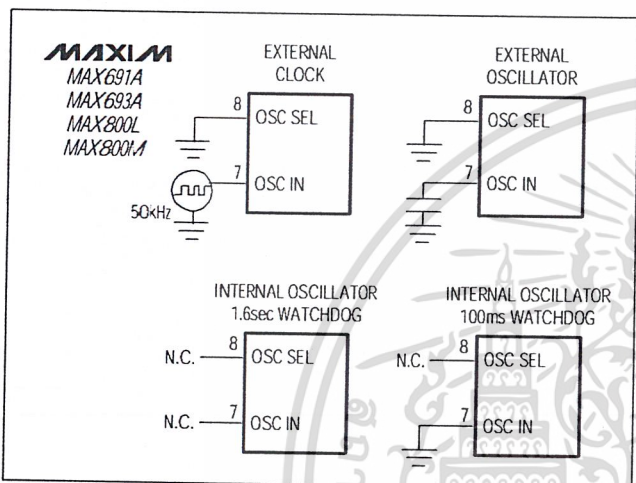 MAXIM
MAX691A
MAX693A
MAX800L
MAX800M
EXTERNAL
CLOCK
8
OSC SEL
7
OSC IN
50kHz
EXTERNAL
OSCILLATOR
8
OSC SEL
7
OSC IN
INTERNAL OSCILLATOR
1.6sec WATCHDOG
N.C.
8
OSC SEL
N.C.
7
OSC IN
INTERNAL OSCILLATOR
100ms WATCHDOG
N.C.
8
OSC SEL
7
OSC IN